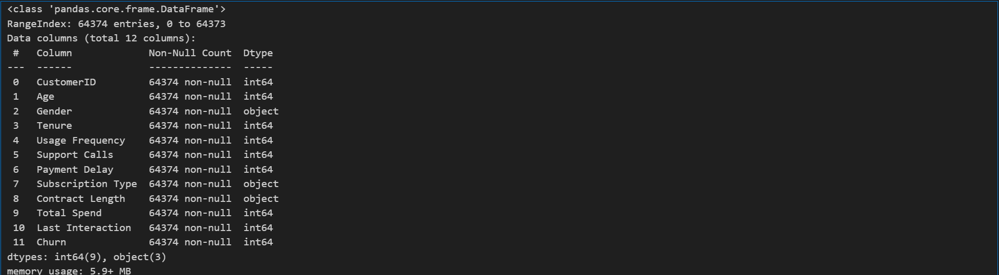 <class 'pandas.core.frame.DataFrame'>
RangeIndex: 64374 entries, 0 to 64373
Data columns (total 12 columns):
 #   Column             Non-Null Count  Dtype
---  ------             --------------  -----
 0   CustomerID         64374 non-null  int64
 1   Age                64374 non-null  int64
 2   Gender             64374 non-null  object
 3   Tenure             64374 non-null  int64
 4   Usage Frequency    64374 non-null  int64
 5   Support Calls      64374 non-null  int64
 6   Payment Delay      64374 non-null  int64
 7   Subscription Type  64374 non-null  object
 8   Contract Length    64374 non-null  object
 9   Total Spend        64374 non-null  int64
 10  Last Interaction   64374 non-null  int64
 11  Churn              64374 non-null  int64
dtypes: int64(9), object(3)
memory usage: 5.9+ MB